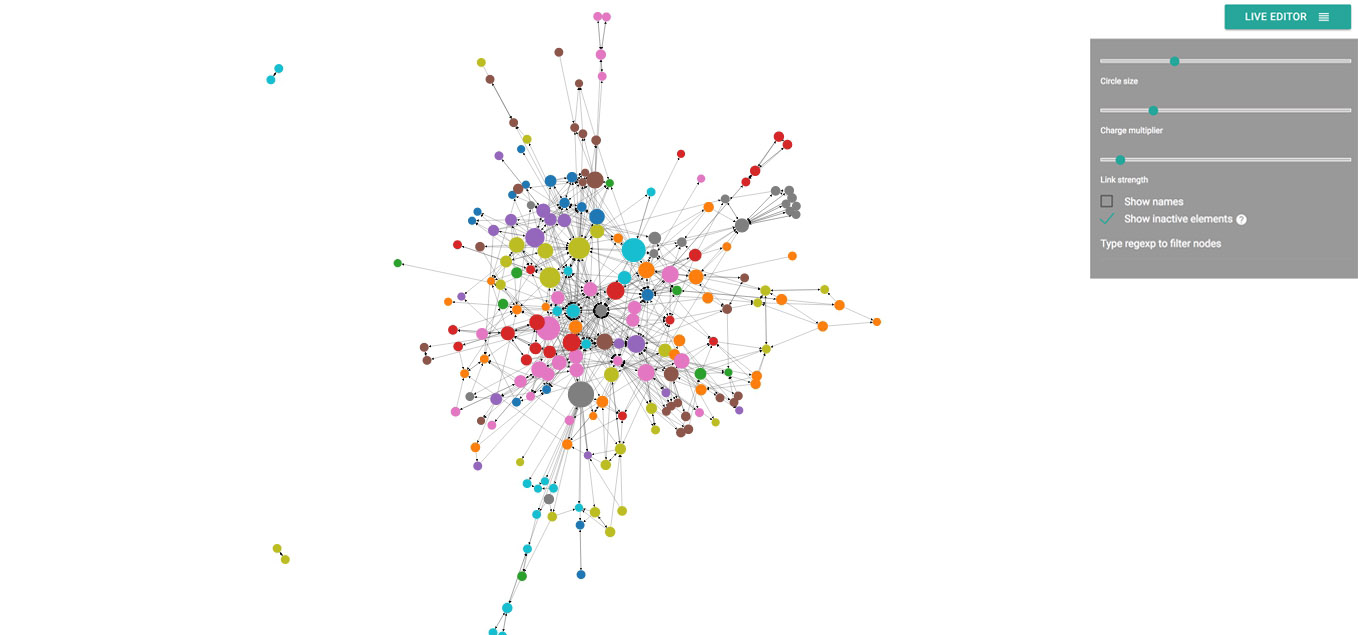 LIVE EDITOR
Circle size
Charge multiplier
Link strength
Show names
Show inactive elements ?
Type regexp to filter nodes